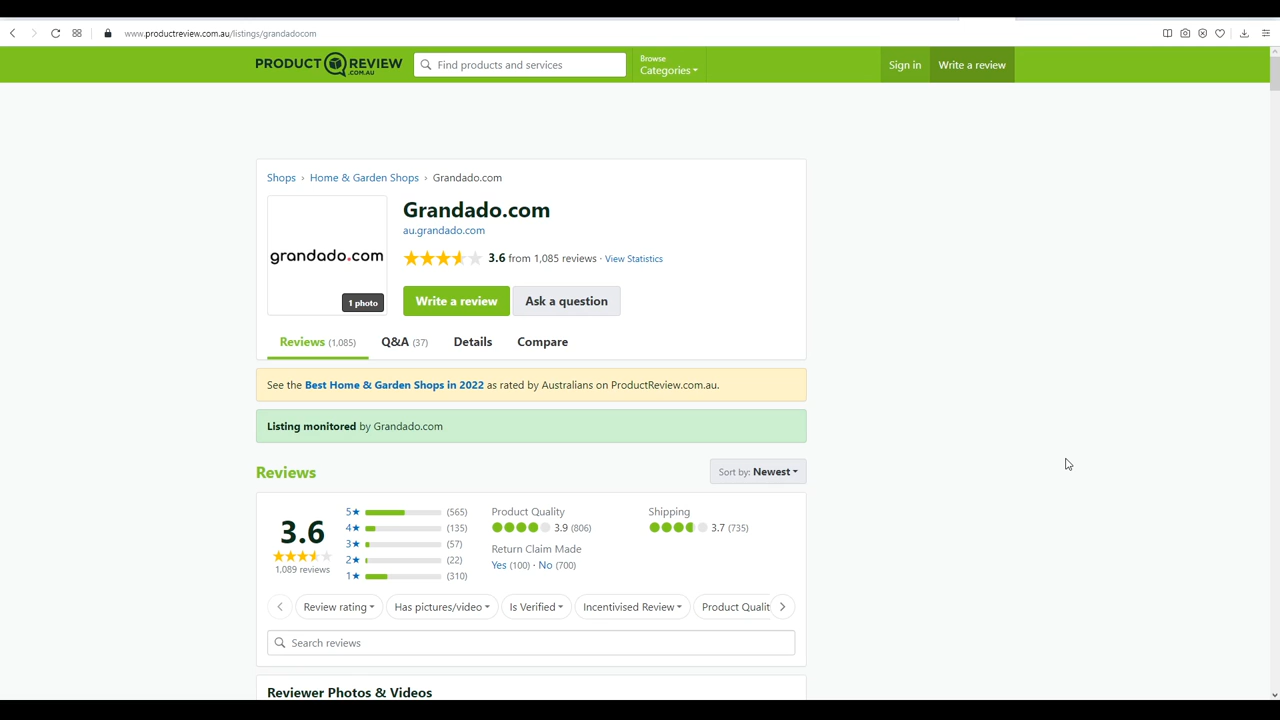 www.productreview.com.au/listings/grandadocom
PRODUCT REVIEW
.COM.AU
Find products and services
Browse
Categories
Sign in
Write a review
Shops › Home & Garden Shops › Grandado.com
grandado.com
1 photo
Grandado.com
au.grandado.com
3.6 from 1,085 reviews · View Statistics
Write a review
Ask a question
Reviews (1,085)
Q&A (37)
Details
Compare
See the Best Home & Garden Shops in 2022 as rated by Australians on ProductReview.com.au.
Listing monitored by Grandado.com
Reviews
Sort by: Newest
3.6
1,089 reviews
5★ (565)
4★ (135)
3★ (57)
2★ (22)
1★ (310)
Product Quality
3.9 (806)
Return Claim Made
Yes (100) · No (700)
Shipping
3.7 (735)
Review rating
Has pictures/video
Is Verified
Incentivised Review
Product Qualit
Search reviews
Reviewer Photos & Videos